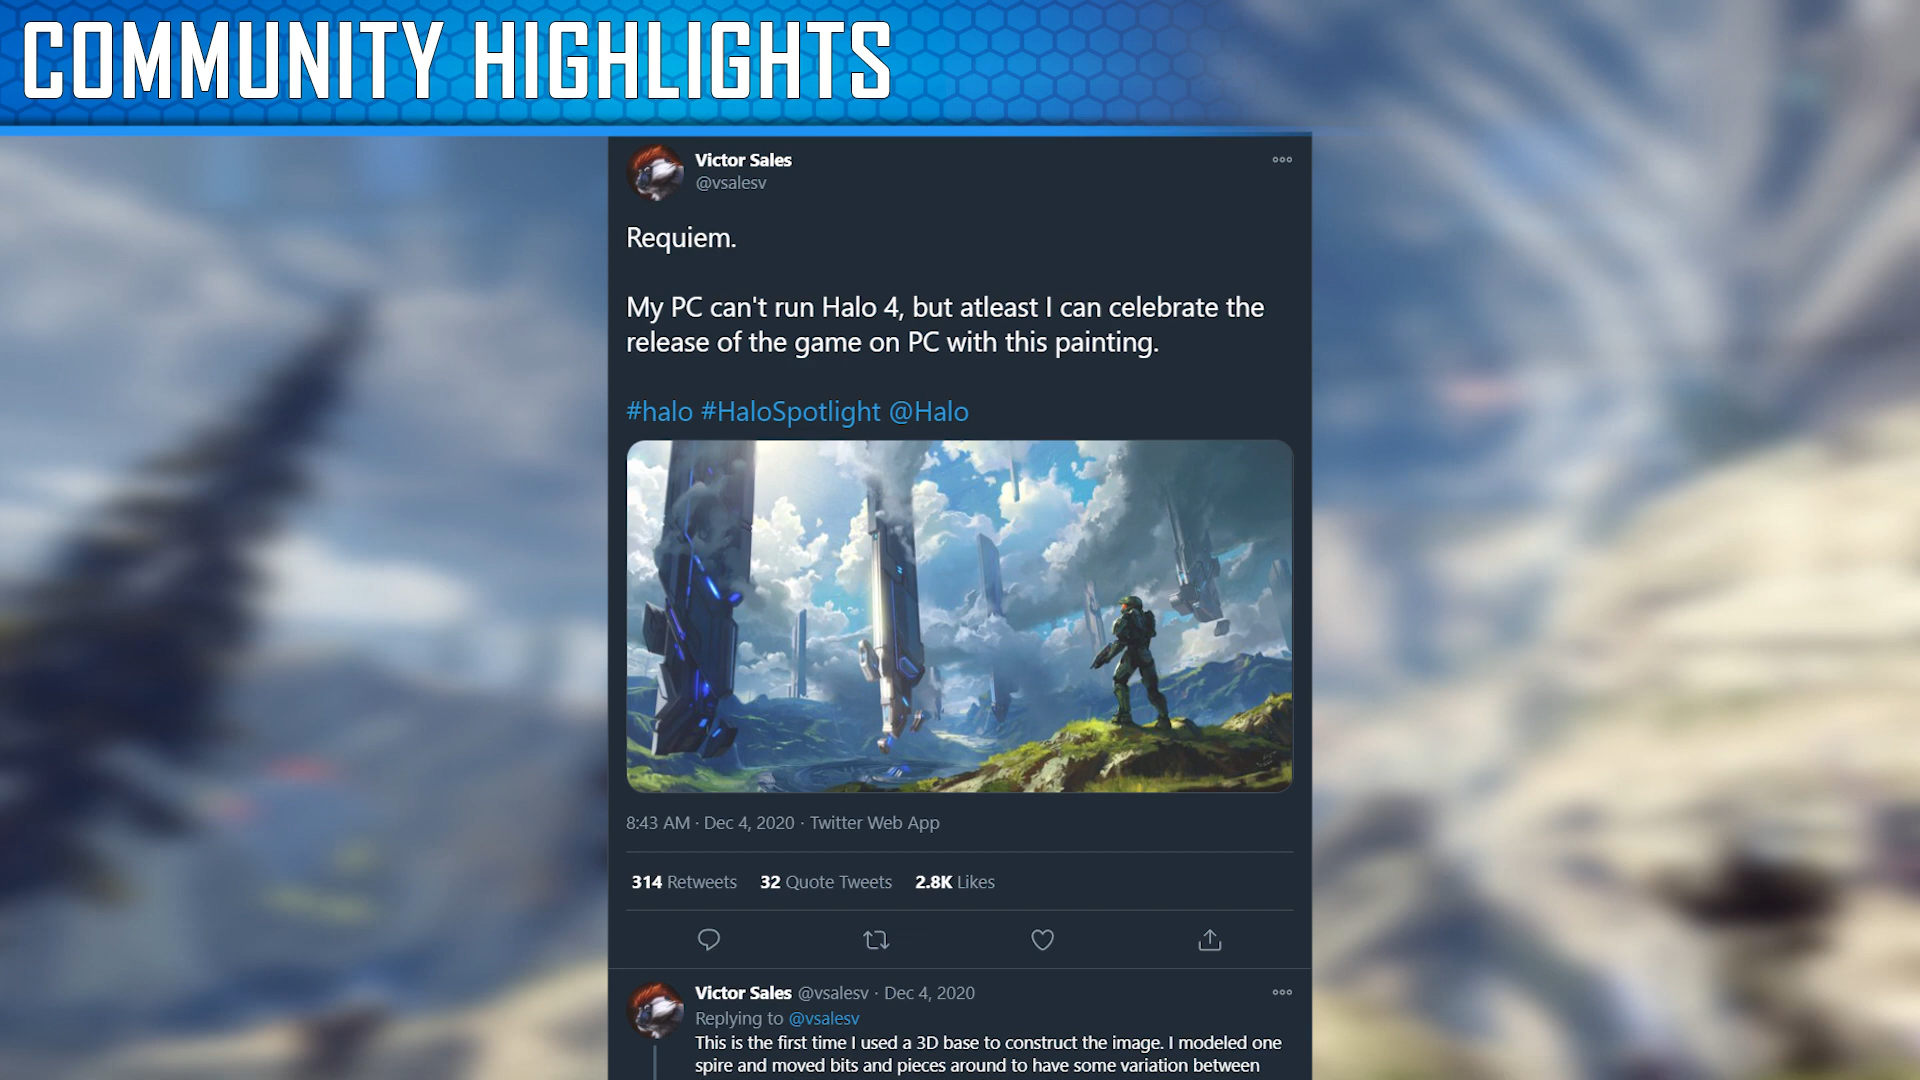 COMMUNITY HIGHLIGHTS
Victor Sales
@vsalesv
Requiem.
My PC can't run Halo 4, but atleast I can celebrate the
release of the game on PC with this painting.
#halo #HaloSpotlight @Halo
8:43 AM · Dec 4, 2020 · Twitter Web App
314 Retweets 32 Quote Tweets 2.8K Likes
Victor Sales @vsalesv · Dec 4, 2020
Replying to @vsalesv
This is the first time I used a 3D base to construct the image. I modeled one
spire and moved bits and pieces around to have some variation between